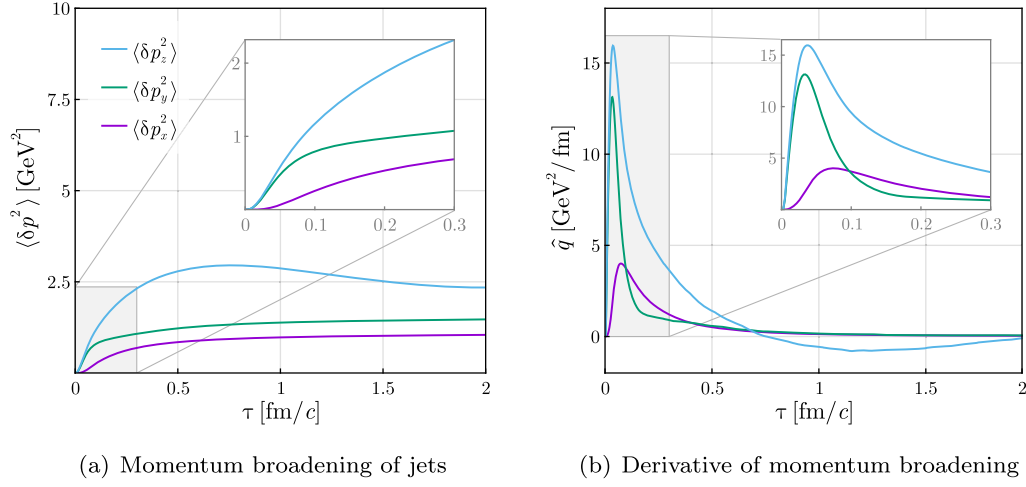 10
7.5
5
2.5
⟨δp²⟩ [GeV²]
⟨δp_z²⟩
⟨δp_y²⟩
⟨δp_x²⟩
2
1
0 0.1 0.2 0.3
0 0.5 1 1.5 2
τ [fm/c]
(a) Momentum broadening of jets
15
10
5
0
q̂ [GeV²/fm]
15
10
5
0 0.1 0.2 0.3
0 0.5 1 1.5 2
τ [fm/c]
(b) Derivative of momentum broadening